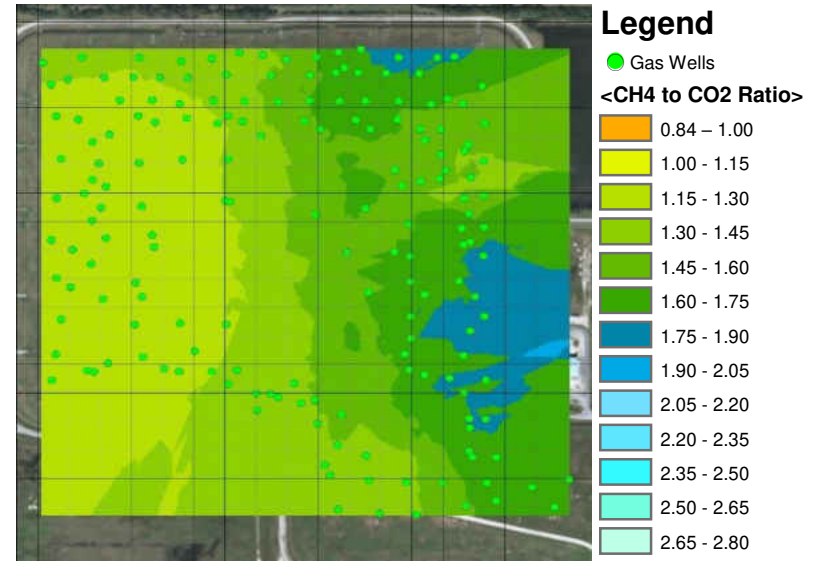 Legend
Gas Wells
<CH4 to CO2 Ratio>
0.84 – 1.00
1.00 - 1.15
1.15 - 1.30
1.30 - 1.45
1.45 - 1.60
1.60 - 1.75
1.75 - 1.90
1.90 - 2.05
2.05 - 2.20
2.20 - 2.35
2.35 - 2.50
2.50 - 2.65
2.65 - 2.80